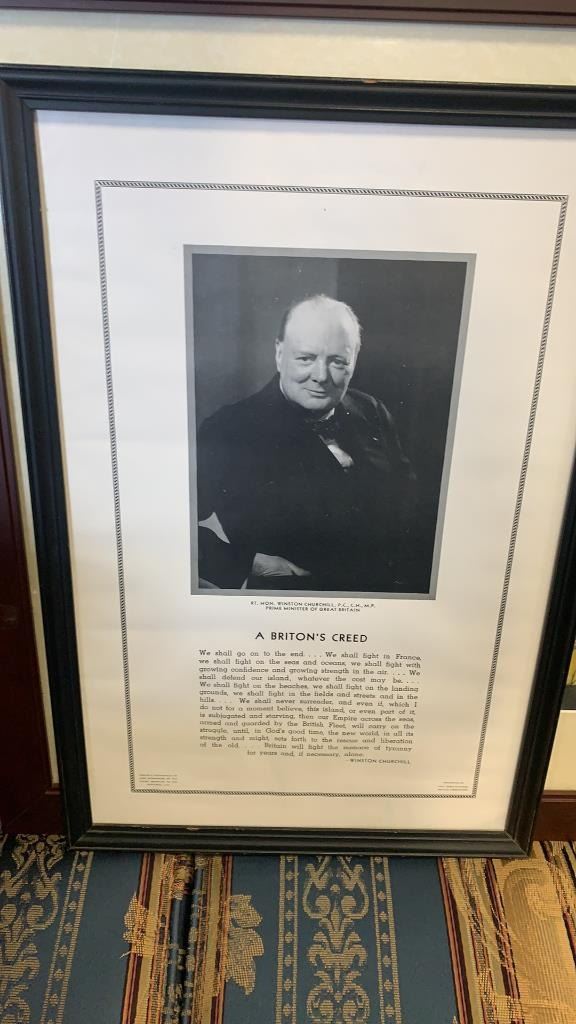 RT. HON. WINSTON CHURCHILL, P.C., C.H., M.P.
PRIME MINISTER OF GREAT BRITAIN
A BRITON'S CREED
We shall go on to the end. . . . We shall fight in France,
we shall fight on the seas and oceans, we shall fight with
growing confidence and growing strength in the air. . . . We
shall defend our island, whatever the cost may be. . . .
We shall fight on the beaches, we shall fight on the landing
grounds, we shall fight in the fields and streets and in the
hills. . . . We shall never surrender, and even if, which I
do not for a moment believe, this island, or even part of it,
is subjugated and starving, then our Empire across the seas,
armed and guarded by the British Fleet, will carry on the
struggle, until, in God's good time, the new world, in all its
strength and might, sets forth to the rescue and liberation
of the old. . . . . Britain will fight the menace of tyranny
for years and, if necessary, alone.
-WINSTON CHURCHILL